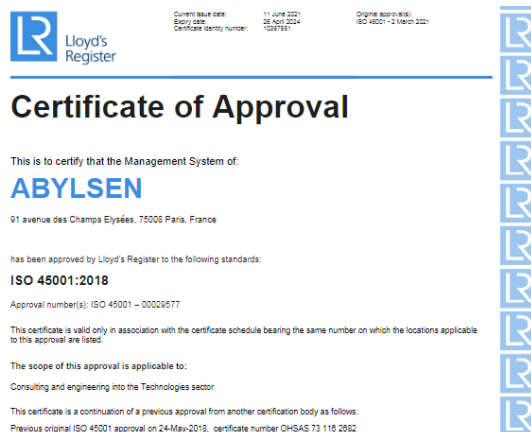 LR
Lloyd's
Register
Current issue date: 11 June 2021
Expiry date: 25 April 2024
Certificate identity number: 10367551
Original approval(s):
ISO 45001 - 2 March 2021
Certificate of Approval
This is to certify that the Management System of:
ABYLSEN
91 avenue des Champs Elysées, 75008 Paris, France
has been approved by Lloyd's Register to the following standards:
ISO 45001:2018
Approval number(s): ISO 45001 – 00029577
This certificate is valid only in association with the certificate schedule bearing the same number on which the locations applicable
to this approval are listed.
The scope of this approval is applicable to:
Consulting and engineering into the Technologies sector
This certificate is a continuation of a previous approval from another certification body as follows:
Previous original ISO 45001 approval on 24-May-2018, certificate number OHSAS 73 116 2682